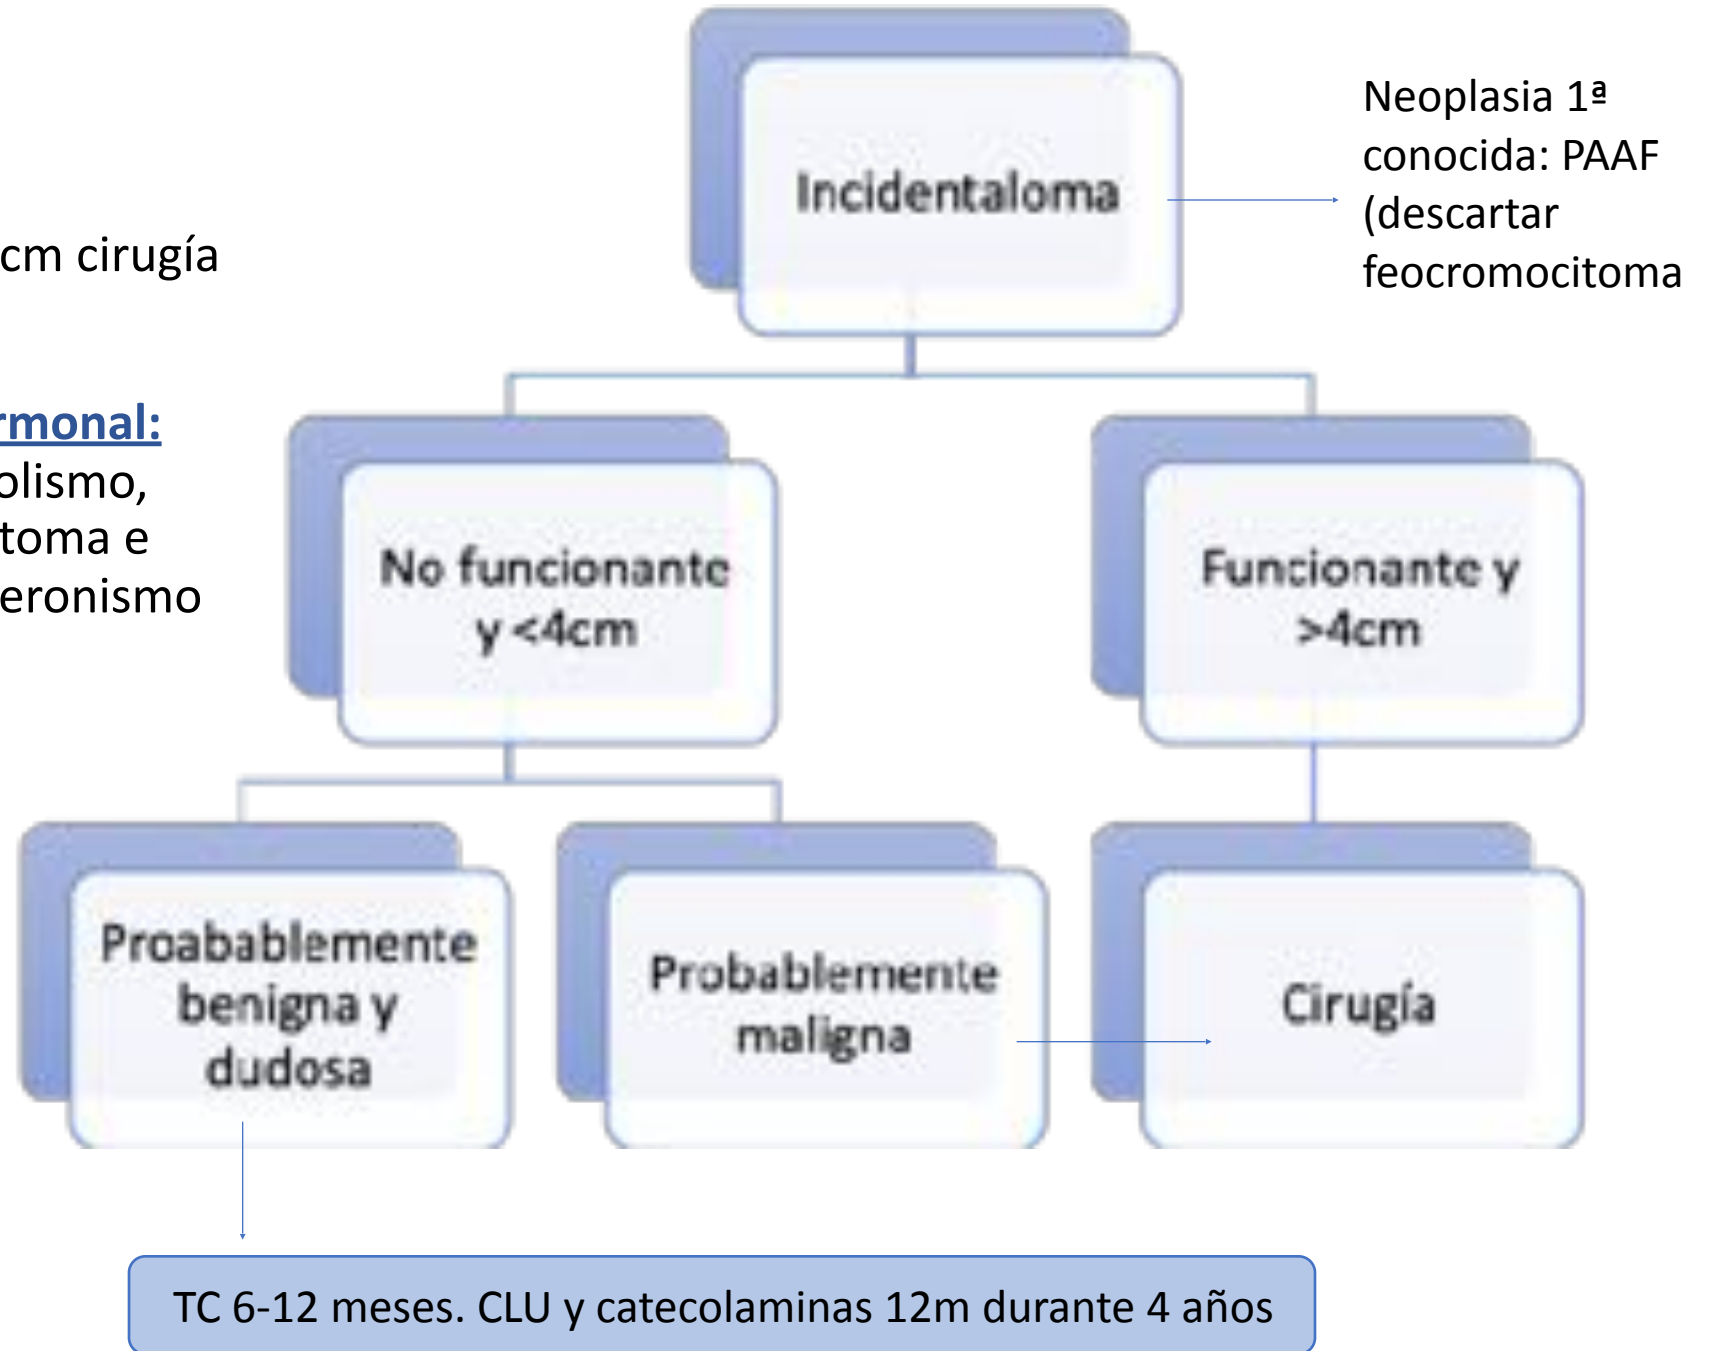 Incidentaloma
Neoplasia 1ª
conocida: PAAF
(descartar
feocromocitoma
cm cirugía
rmonal:
olismo,
toma e
eronismo
No funcionante
y <4cm
Funcionante y
>4cm
Proabablemente
benigna y
dudosa
Probablemente
maligna
Cirugía
TC 6-12 meses. CLU y catecolaminas 12m durante 4 años